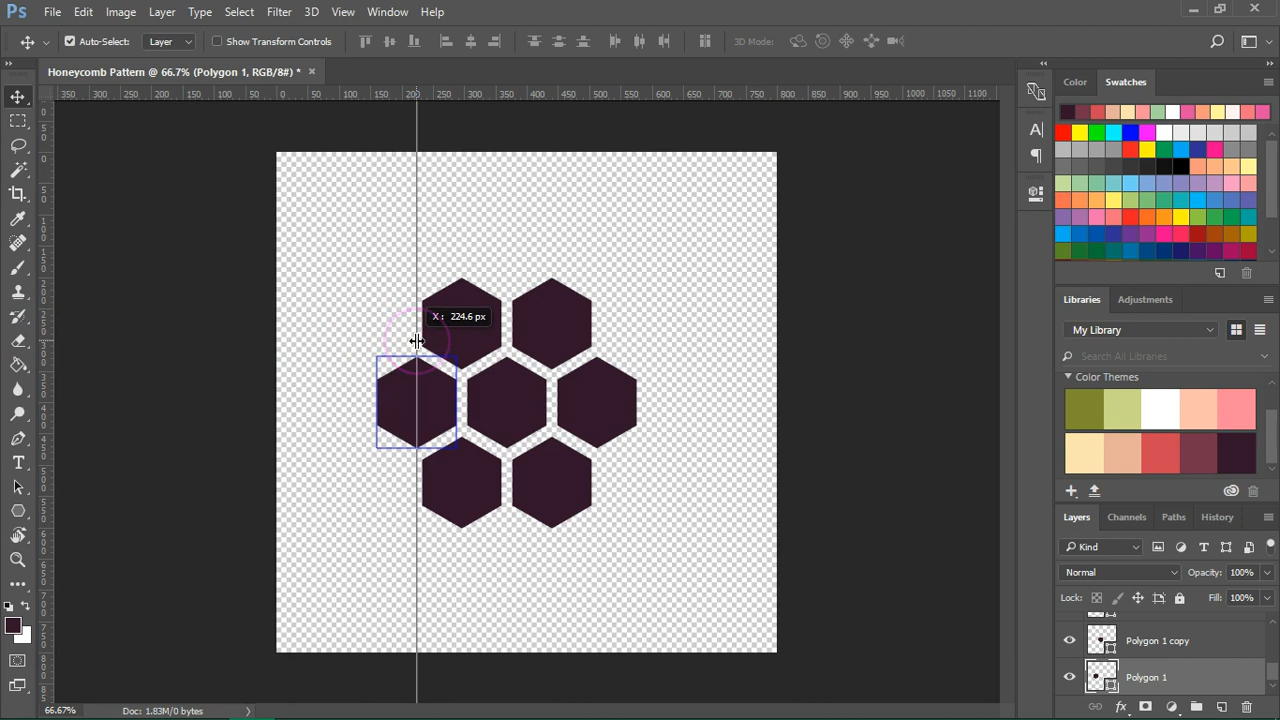 Ps File Edit Image Layer Type Select Filter 3D View Window Help
Auto-Select: Layer Show Transform Controls 3D Mode:
Honeycomb Pattern @ 66.7% (Polygon 1, RGB/8#) * ×
350 300 250 200 150 100 50 0 50 100 150 200 250 300 350 400 450 500 550 600 650 700 750 800 850 900 950 1000 1050 1100
Color Swatches
X: 224.6 px
Libraries Adjustments
My Library
Search All Libraries
Color Themes
Layers Channels Paths History
Kind
Normal Opacity: 100%
Lock: Fill: 100%
Polygon 1 copy
Polygon 1
66.67% Doc: 1.83M/0 bytes